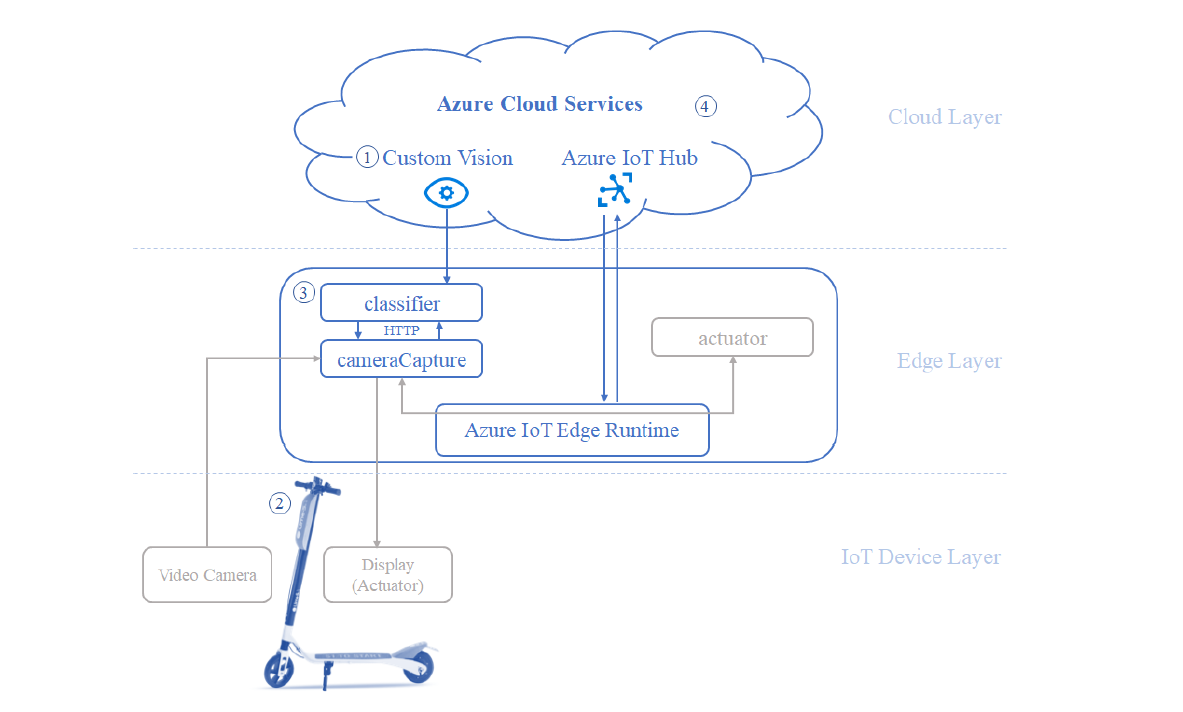 Azure Cloud Services
④
Cloud Layer
① Custom Vision
Azure IoT Hub
③
classifier
HTTP
cameraCapture
actuator
Edge Layer
Azure IoT Edge Runtime
②
IoT Device Layer
Video Camera
Display
(Actuator)